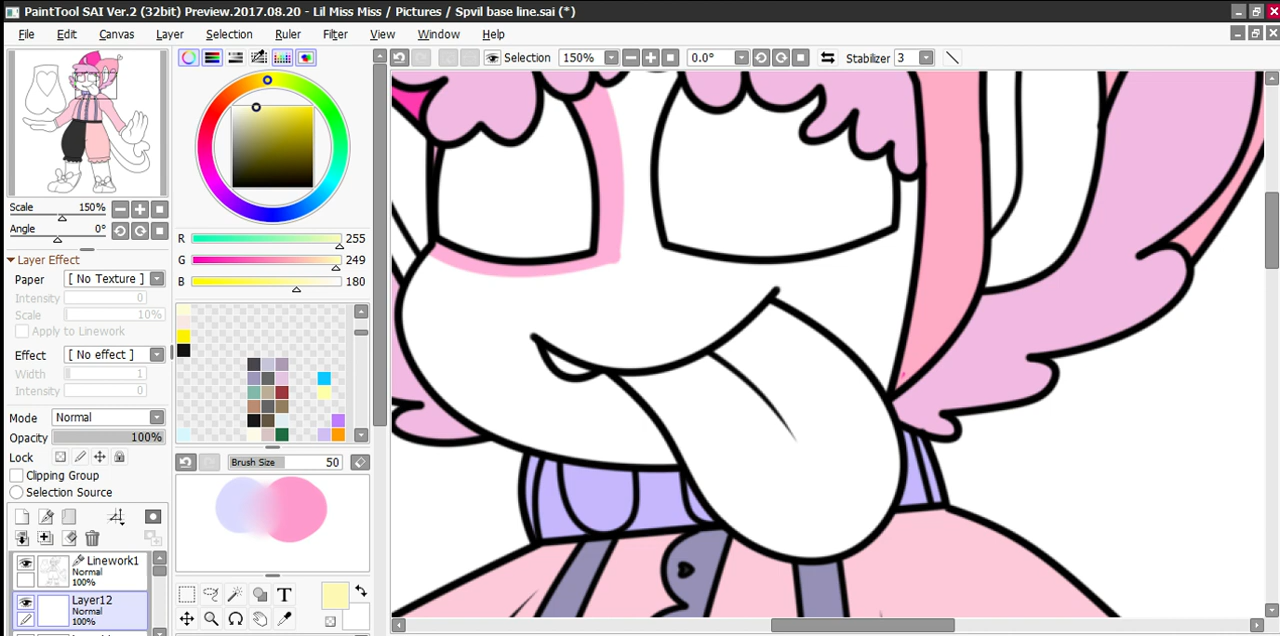 PaintTool SAI Ver.2 (32bit) Preview.2017.08.20 - Lil Miss Miss / Pictures / Spvil base line.sai (*)
File Edit Canvas Layer Selection Filter View Window Help
Selection 150% 0.0° Stabilizer 3
Scale 150%
Angle 0°
Layer Effect
Paper [ No Texture ]
Intensity 0
Scale 10%
Apply to Linework
Effect [ No effect ]
Width 1
Intensity 0
Mode Normal
Opacity 100%
Lock
Clipping Group
Selection Source
Linework1
Normal
100%
Layer12
Normal
100%
R 255
G 249
B 180
Brush Size 50
T